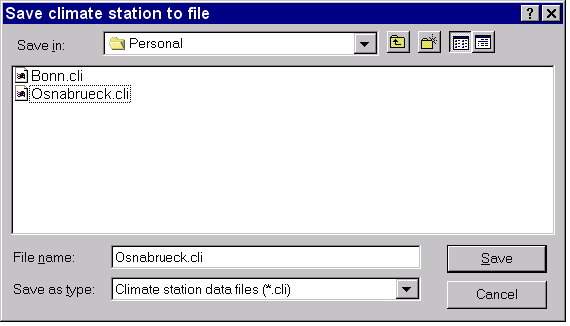 Save climate station to file
Save in: Personal
Bonn.cli
Osnabrueck.cli
File name: Osnabrueck.cli Save
Save as type: Climate station data files (*.cli) Cancel